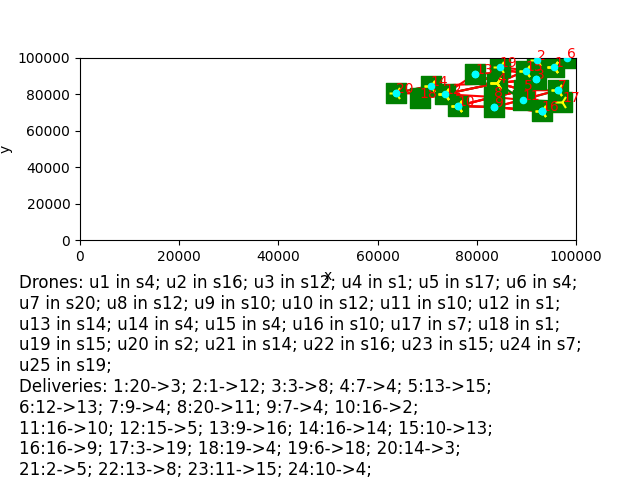 100000
80000
60000
40000
20000
0
y
2
6
0 20000 40000 60000 80000 100000
x
Drones: u1 in s4; u2 in s16; u3 in s12; u4 in s1; u5 in s17; u6 in s4;
u7 in s20; u8 in s12; u9 in s10; u10 in s12; u11 in s10; u12 in s1;
u13 in s14; u14 in s4; u15 in s4; u16 in s10; u17 in s7; u18 in s1;
u19 in s15; u20 in s2; u21 in s14; u22 in s16; u23 in s15; u24 in s7;
u25 in s19;
Deliveries: 1:20->3; 2:1->12; 3:3->8; 4:7->4; 5:13->15;
6:12->13; 7:9->4; 8:20->11; 9:7->4; 10:16->2;
11:16->10; 12:15->5; 13:9->16; 14:16->14; 15:10->13;
16:16->9; 17:3->19; 18:19->4; 19:6->18; 20:14->3;
21:2->5; 22:13->8; 23:11->15; 24:10->4;